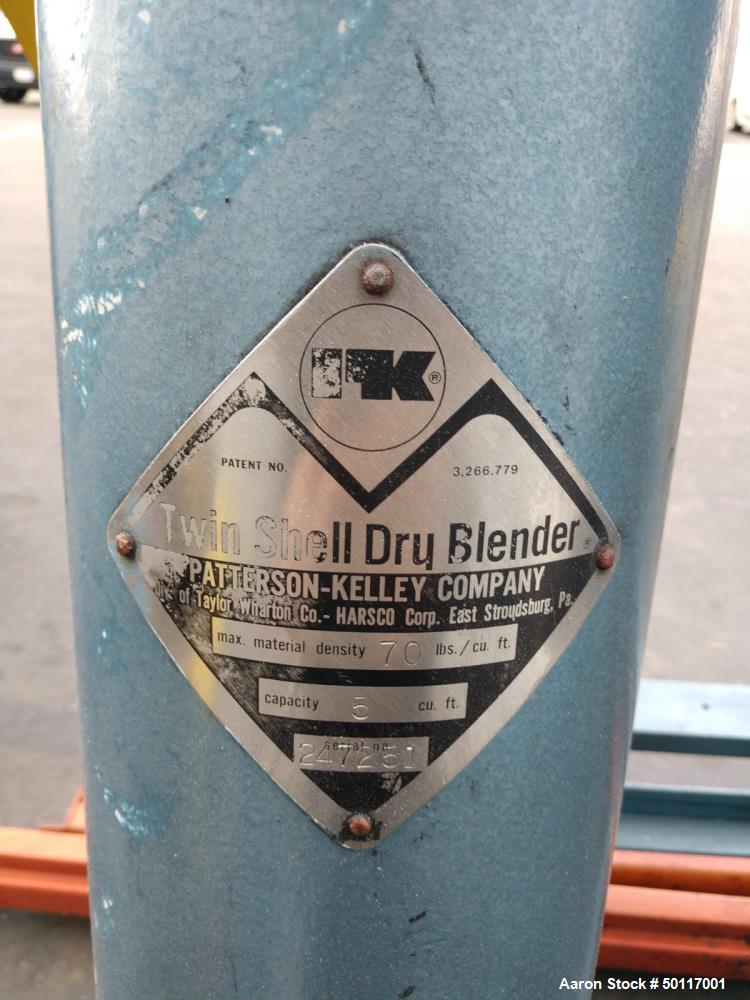 PK®
PATENT NO. 3,266.779
Twin Shell Dry Blender®
PATTERSON-KELLEY COMPANY
Div. of Taylor Wharton Co. - HARSCO Corp. East Stroudsburg, Pa.
max. material density 70 lbs./cu. ft.
capacity 5 cu. ft.
serial no.
247251
Aaron Stock # 50117001